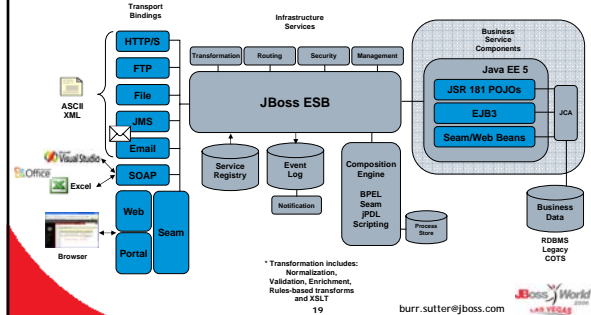 Transport
Bindings
Infrastructure
Services
Business
Service
Components
HTTP/S
FTP
File
JMS
Email
SOAP
Web
Portal
Seam
ASCII
XML
Visual Studio
Office
Excel
Browser
Transformation
Routing
Security
Management
JBoss ESB
Service
Registry
Event
Log
Notification
Composition
Engine
BPEL
Seam
jPDL
Scripting
Process
Store
Java EE 5
JSR 181 POJOs
EJB3
Seam/Web Beans
JCA
Business
Data
RDBMS
Legacy
COTS
* Transformation includes:
Normalization,
Validation, Enrichment,
Rules-based transforms
and XSLT
19
burr.sutter@jboss.com
JBoss World
LAS VEGAS